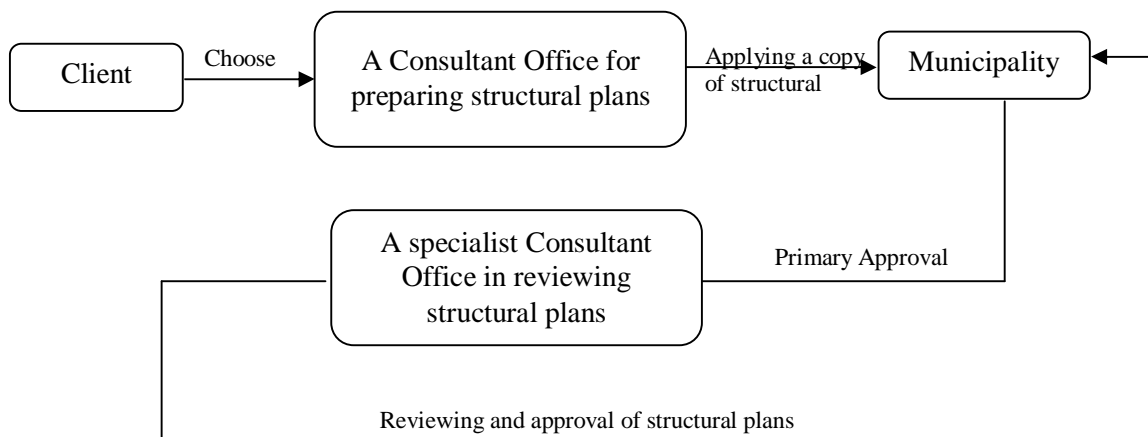 Client
Choose
A Consultant Office for
preparing structural plans
Applying a copy
of structural
Municipality
A specialist Consultant
Office in reviewing
structural plans
Primary Approval
Reviewing and approval of structural plans